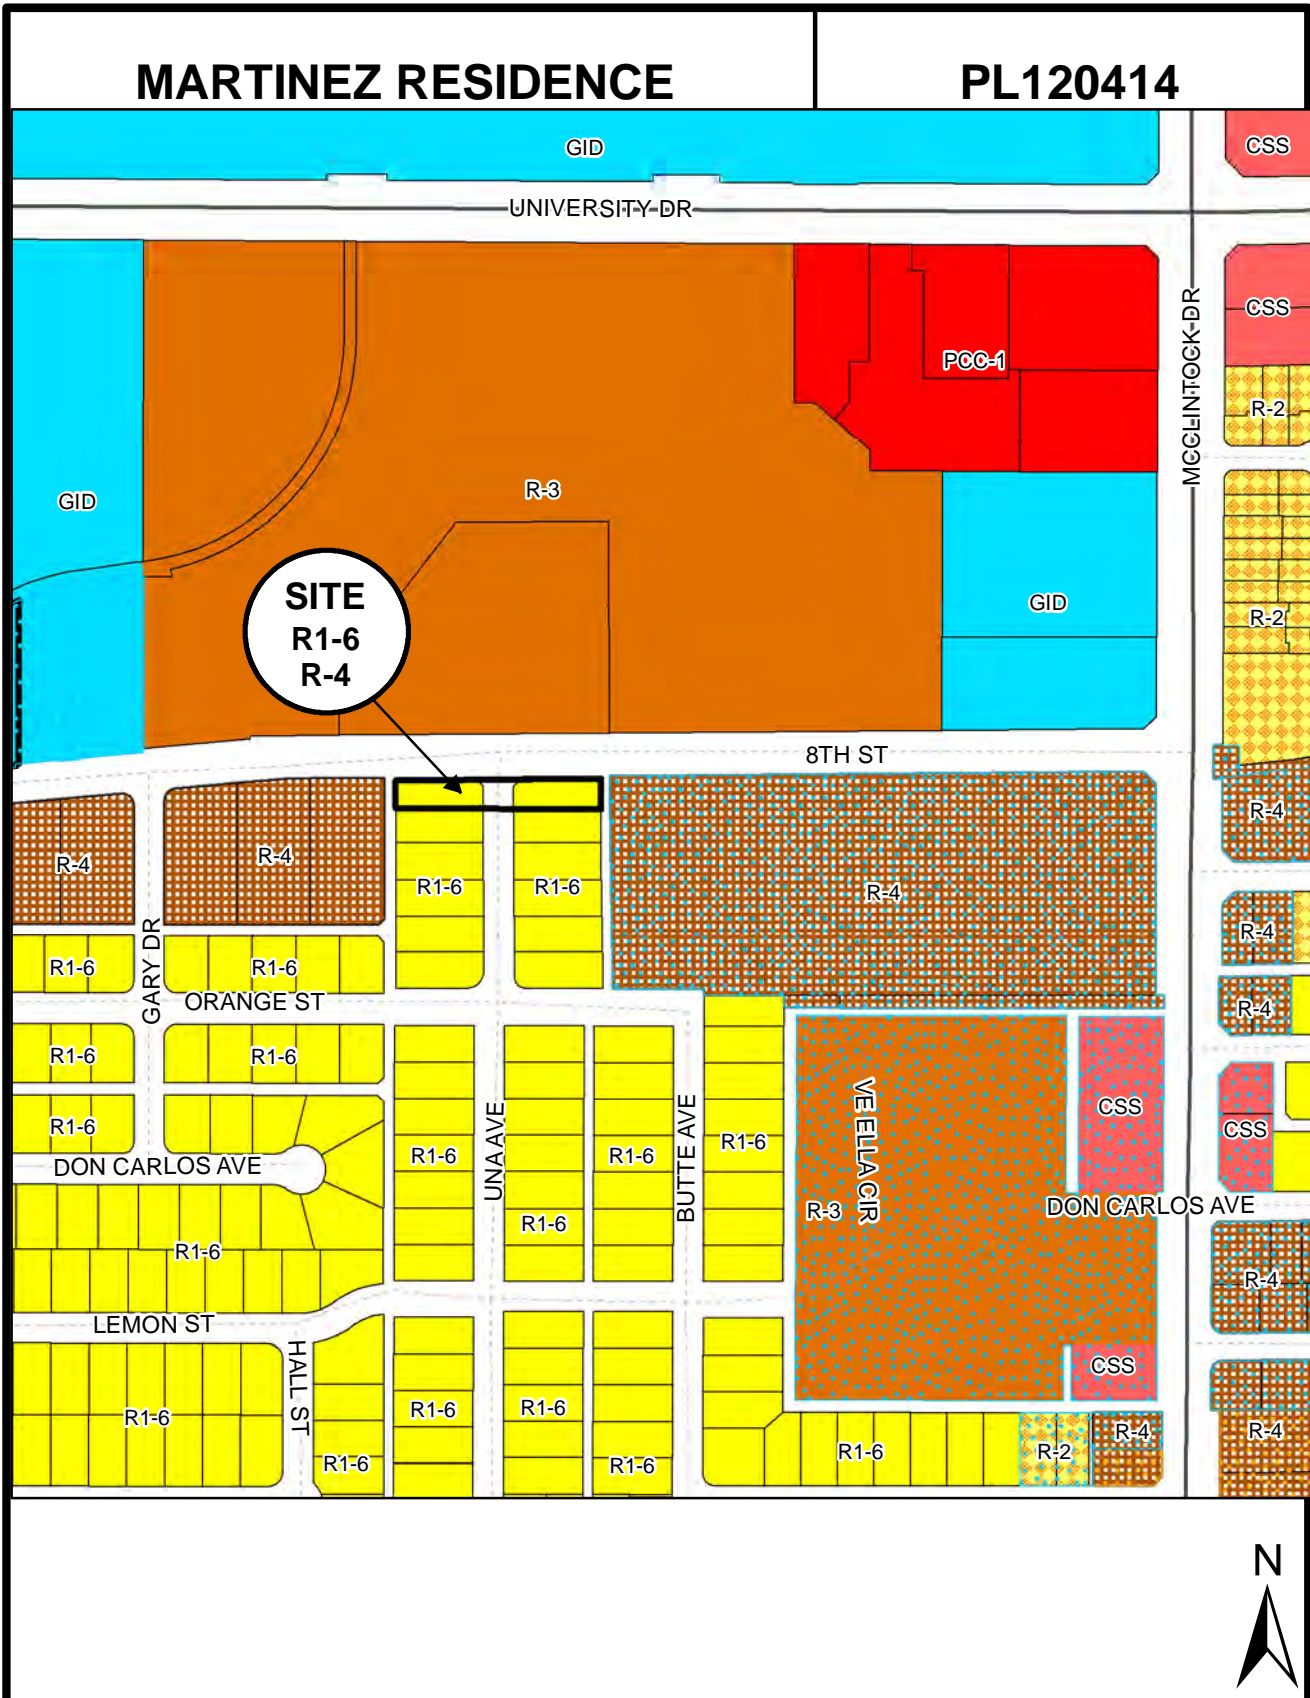 MARTINEZ RESIDENCE
PL120414
GID
CSS
UNIVERSITY DR
CSS
PCC-1
MCCLINTOCK DR
R-2
R-3
GID
SITE
R1-6
R-4
GID
R-2
8TH ST
R-4
R-4
R-4
R1-6
R1-6
R-4
R-4
GARY DR
R1-6
R1-6
ORANGE ST
R-4
R1-6
R1-6
VE ELLA CIR
CSS
R1-6
UNA AVE
BUTTE AVE
R1-6
CSS
DON CARLOS AVE
R1-6
R1-6
R-3
DON CARLOS AVE
R1-6
R1-6
R-4
LEMON ST
HALL ST
CSS
R1-6
R1-6
R1-6
R1-6
R1-6
R1-6
R-2
R-4
R-4
N